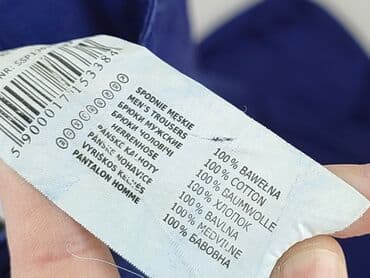 5900017153388
SPODNIE MĘSKIE
MEN'S TROUSERS
БРЮКИ МУЖСКИЕ
БРЮКИ ЧОЛОВІЧІ
HERRENHOSE
PÁNSKÉ KALHOTY
PÁNSKE NOHAVICE
VYRIŠKOS KELNĖS
PANTALON HOMME
100% BAWEŁNA
100% COTTON
100% BAUMWOLLE
100% ХЛОПОК
100% BAVLNA
100% MEDVILNĖ
100% БАВОВНА